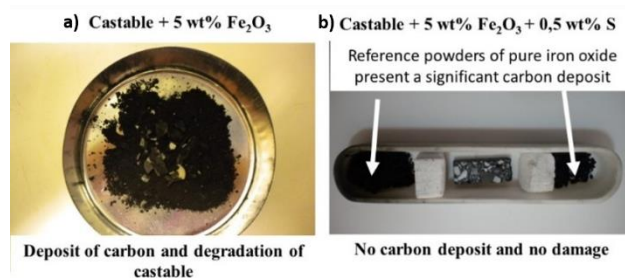 a) Castable + 5 wt% Fe₂O₃
Deposit of carbon and degradation of
castable
b) Castable + 5 wt% Fe₂O₃ + 0,5 wt% S
Reference powders of pure iron oxide
present a significant carbon deposit
No carbon deposit and no damage